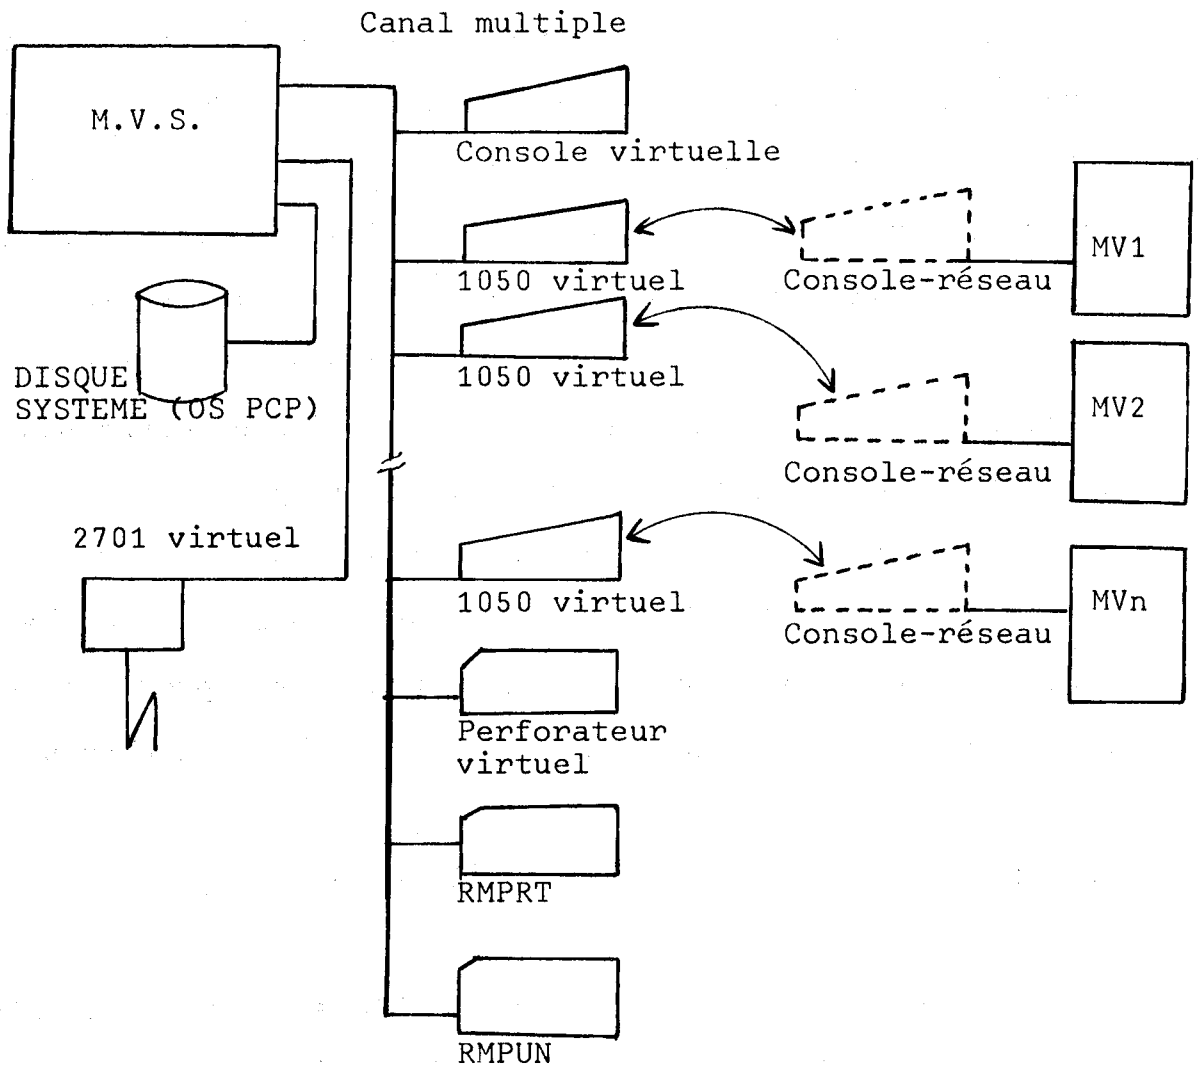 Canal multiple
M.V.S.
Console virtuelle
1050 virtuel
Console-réseau
MV1
1050 virtuel
DISQUE
SYSTEME (OS PCP)
MV2
Console-réseau
2701 virtuel
1050 virtuel
MVn
Console-réseau
Perforateur
virtuel
RMPRT
RMPUN